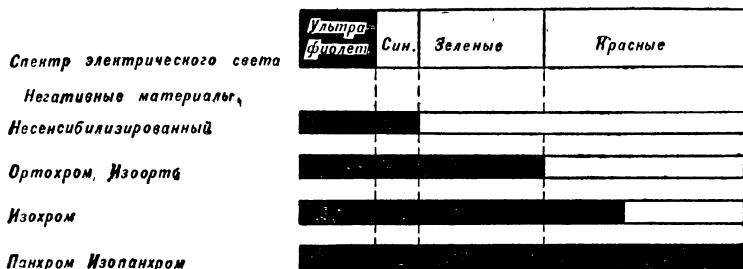 Ультра
фиолет.
Син.
Зеленые
Красные
Спектр электрического света
Негативные материалы,
Несенсибилизированный
Ортохром, Изоорто
Изохром
Панхром Изопанхром